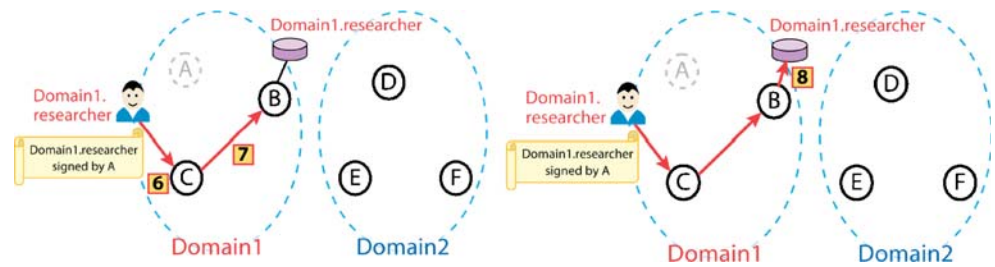 Domain1.researcher
A
D
B
Domain1.
researcher
7
Domain1.researcher
signed by A
6
C
E
F
Domain1
Domain2
Domain1.researcher
A
8
D
B
Domain1.
researcher
Domain1.researcher
signed by A
C
E
F
Domain1
Domain2